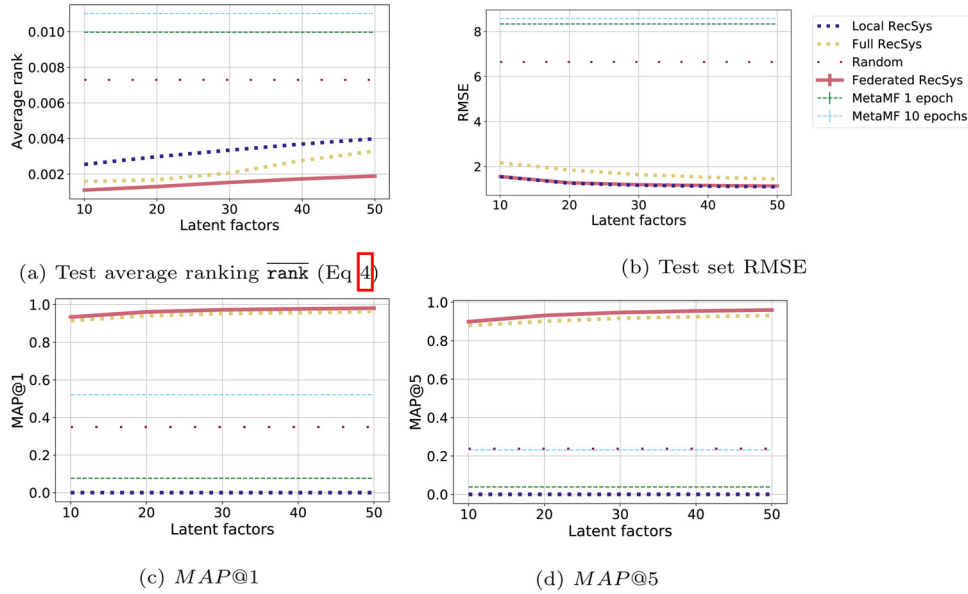 0.010
0.008
0.006
0.004
0.002
10 20 30 40 50
Average rank
Latent factors
(a) Test average ranking rank (Eq 4)
8
6
4
2
10 20 30 40 50
RMSE
Latent factors
(b) Test set RMSE
Local RecSys
Full RecSys
Random
Federated RecSys
MetaMF 1 epoch
MetaMF 10 epochs
1.0
0.8
0.6
0.4
0.2
0.0
10 20 30 40 50
MAP@1
Latent factors
(c) MAP@1
1.0
0.8
0.6
0.4
0.2
0.0
10 20 30 40 50
MAP@5
Latent factors
(d) MAP@5